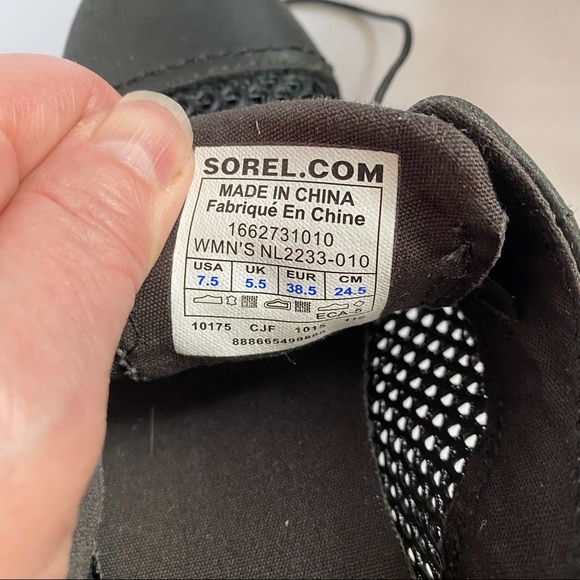 SOREL.COM
MADE IN CHINA
Fabriqué En Chine
1662731010
WMN'S NL2233-010
USA UK EUR CM
7.5 5.5 38.5 24.5
ECA-5
10175 CJF 1015